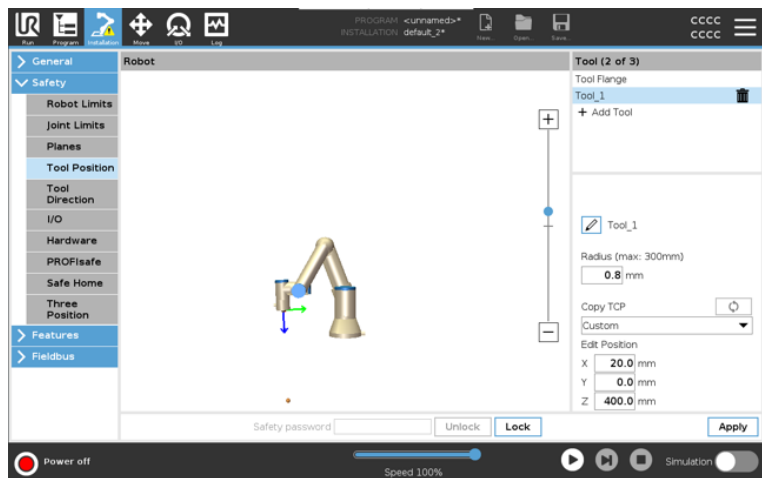 UR
PROGRAM <unnamed>*
INSTALLATION default_2*
Run Program Installation Move I/O Log
New... Open... Save...
CCCC
CCCC
General
Safety
Robot Limits
Joint Limits
Planes
Tool Position
Tool
Direction
I/O
Hardware
PROFIsafe
Safe Home
Three
Position
Features
Fieldbus
Robot
Tool (2 of 3)
Tool Flange
Tool_1
+ Add Tool
Tool_1
Radius (max: 300mm)
0.8 mm
Copy TCP
Custom
Edit Position
X 20.0 mm
Y 0.0 mm
Z 400.0 mm
Safety password Unlock Lock Apply
Power off
Speed 100%
Simulation